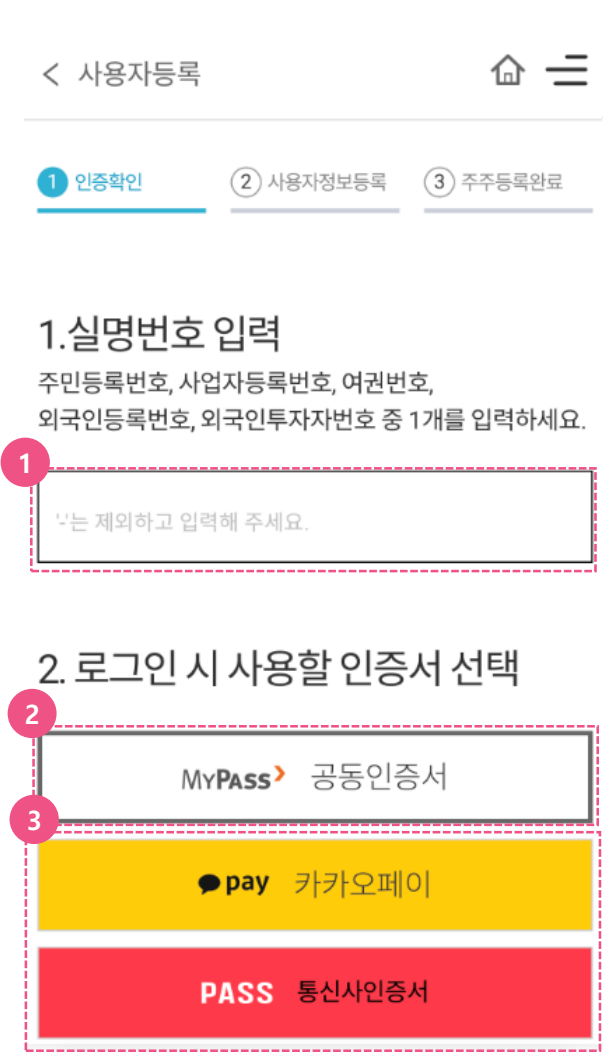 사용자등록
1 인증확인 2 사용자정보등록 3 주주등록완료
1.실명번호 입력
주민등록번호, 사업자등록번호, 여권번호,
외국인등록번호, 외국인투자자번호 중 1개를 입력하세요.
1
'-'는 제외하고 입력해 주세요.
2. 로그인 시 사용할 인증서 선택
2
MYPASS 공동인증서
3
pay 카카오페이
PASS 통신사인증서